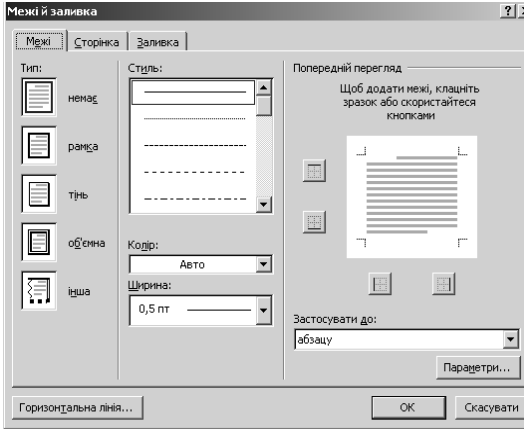 Межі й заливка
Межі
Сторінка
Заливка
Тип:
немає
рамка
тінь
об'ємна
інша
Стиль:
Колір:
Авто
Ширина:
0,5 пт
Попередній перегляд
Щоб додати межі, клацніть
зразок або скористайтеся
кнопками
Застосувати до:
абзацу
Параметри...
Горизонтальна лінія...
ОК
Скасувати